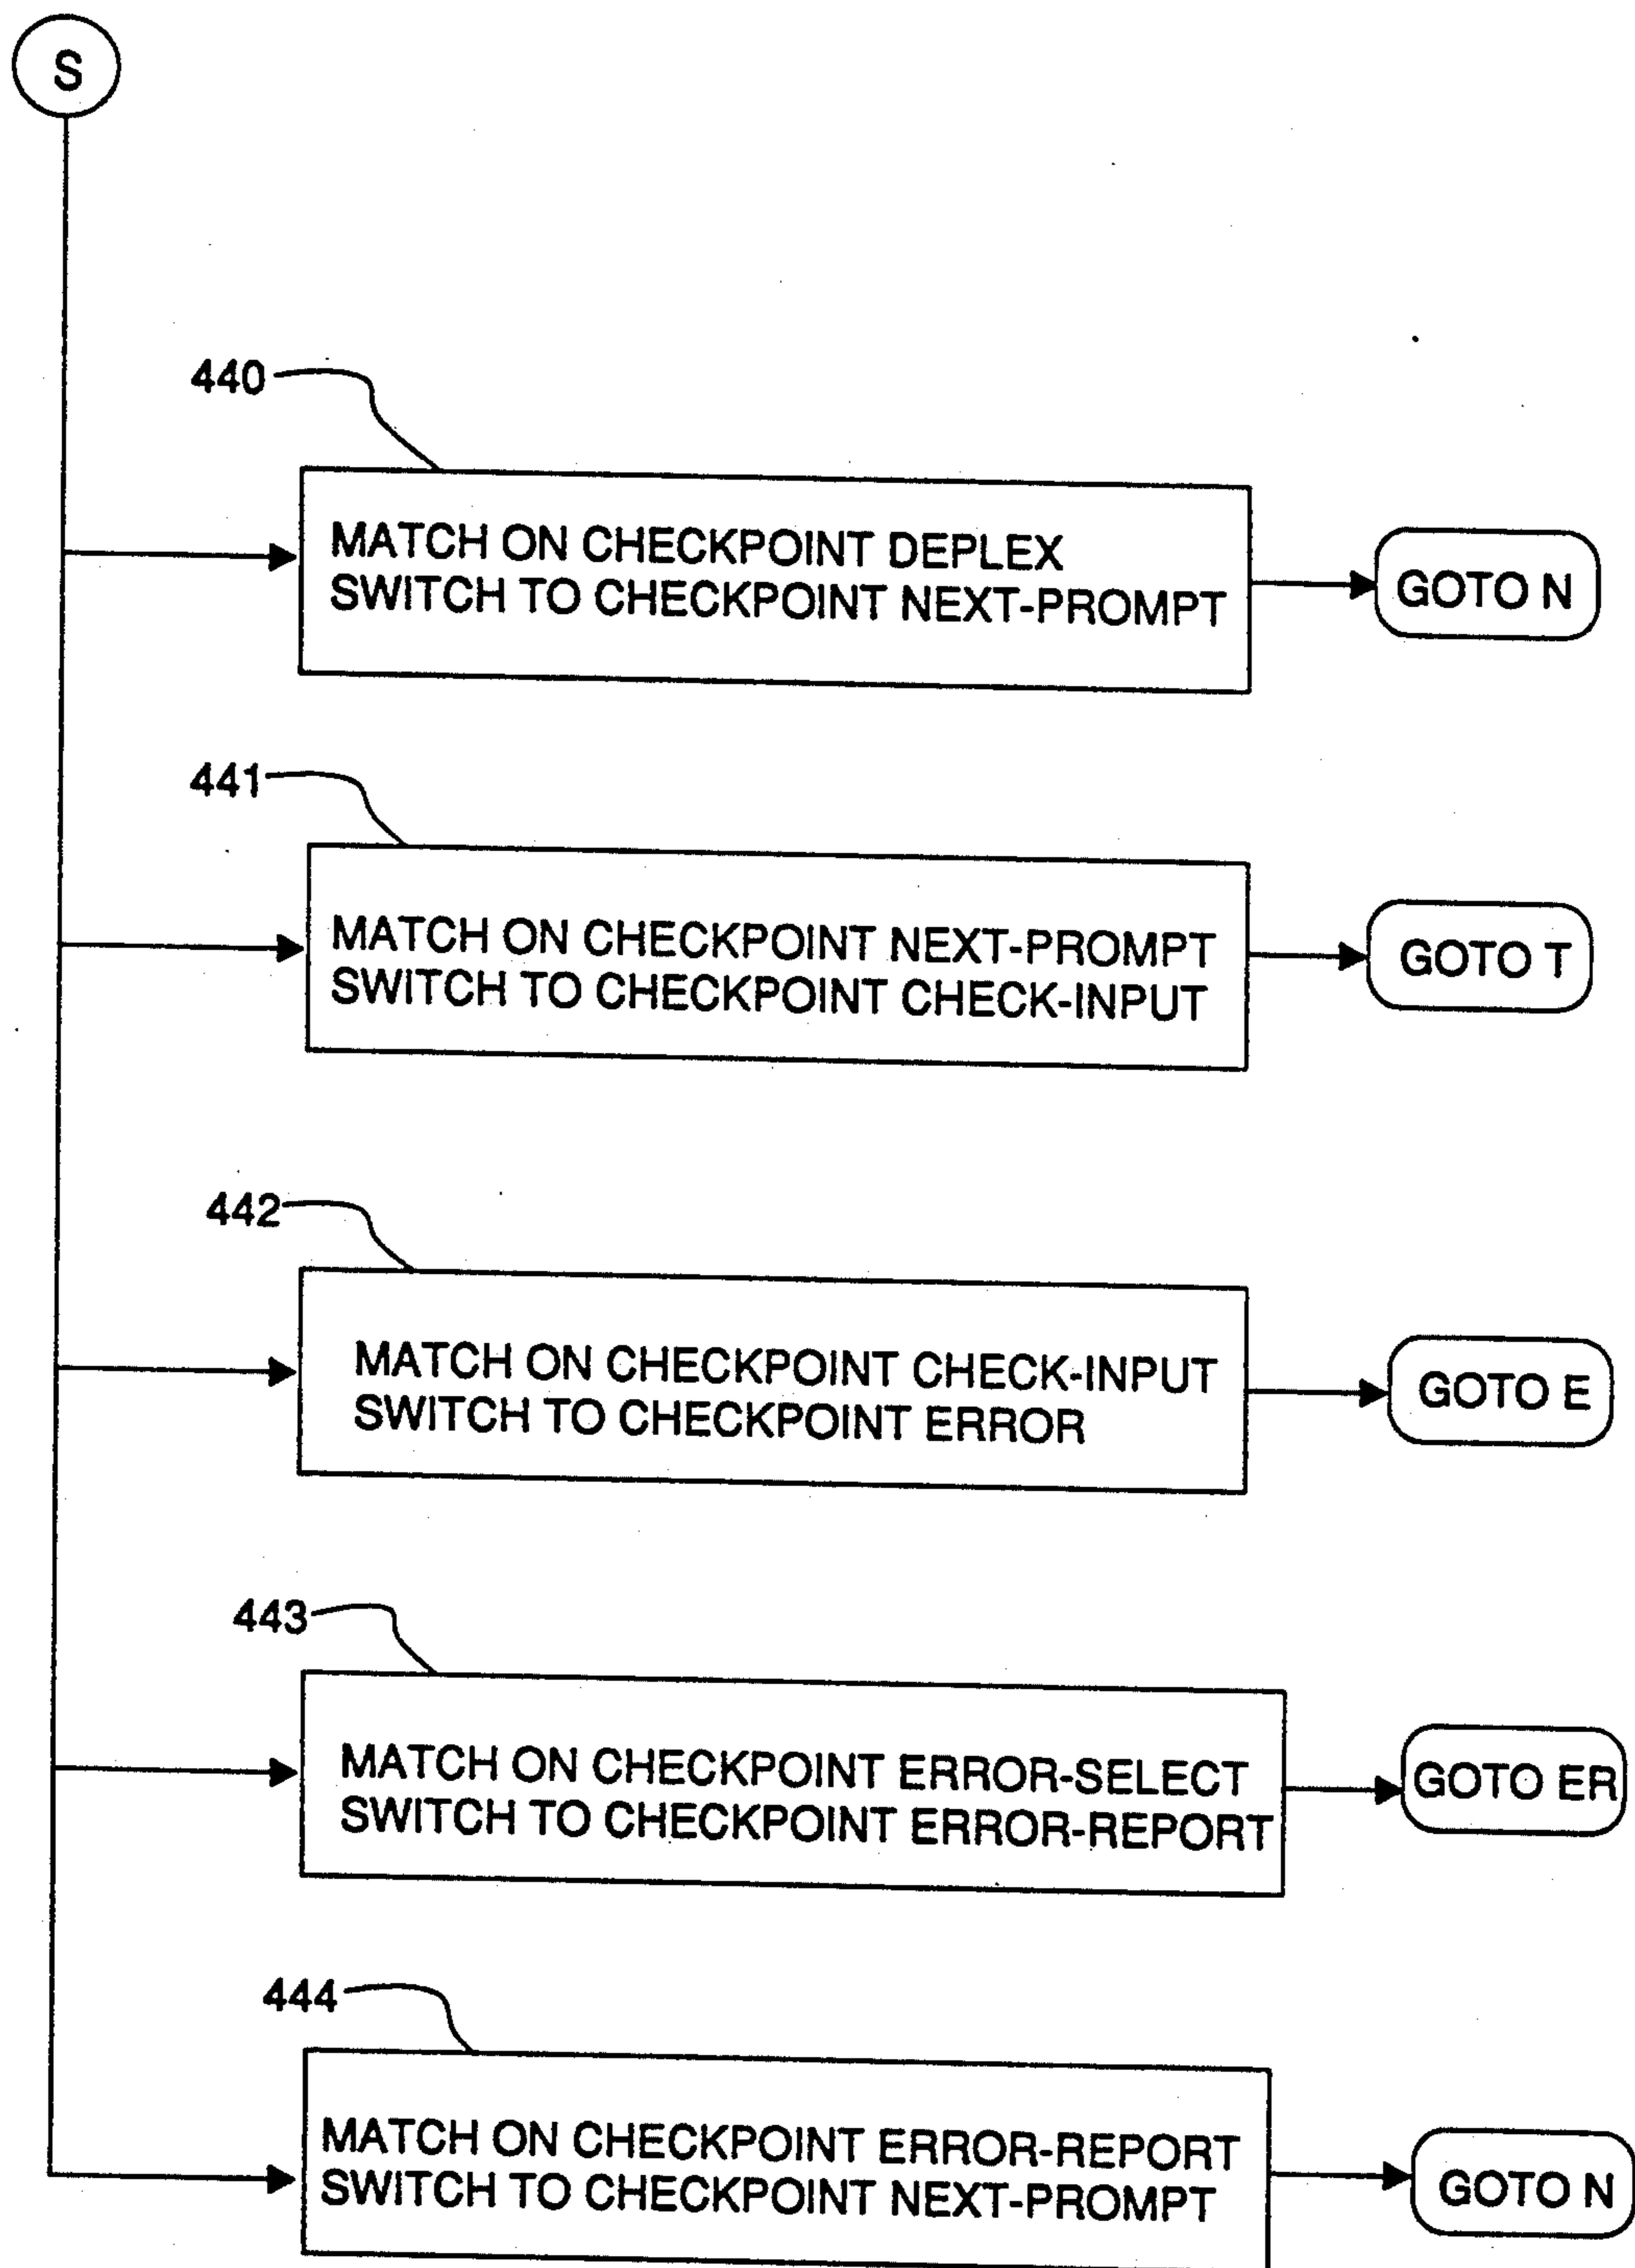 S
440
MATCH ON CHECKPOINT DEPLEX
SWITCH TO CHECKPOINT NEXT-PROMPT
GOTO N
441
MATCH ON CHECKPOINT NEXT-PROMPT
SWITCH TO CHECKPOINT CHECK-INPUT
GOTO T
442
MATCH ON CHECKPOINT CHECK-INPUT
SWITCH TO CHECKPOINT ERROR
GOTO E
443
MATCH ON CHECKPOINT ERROR-SELECT
SWITCH TO CHECKPOINT ERROR-REPORT
GOTO ER
444
MATCH ON CHECKPOINT ERROR-REPORT
SWITCH TO CHECKPOINT NEXT-PROMPT
GOTO N